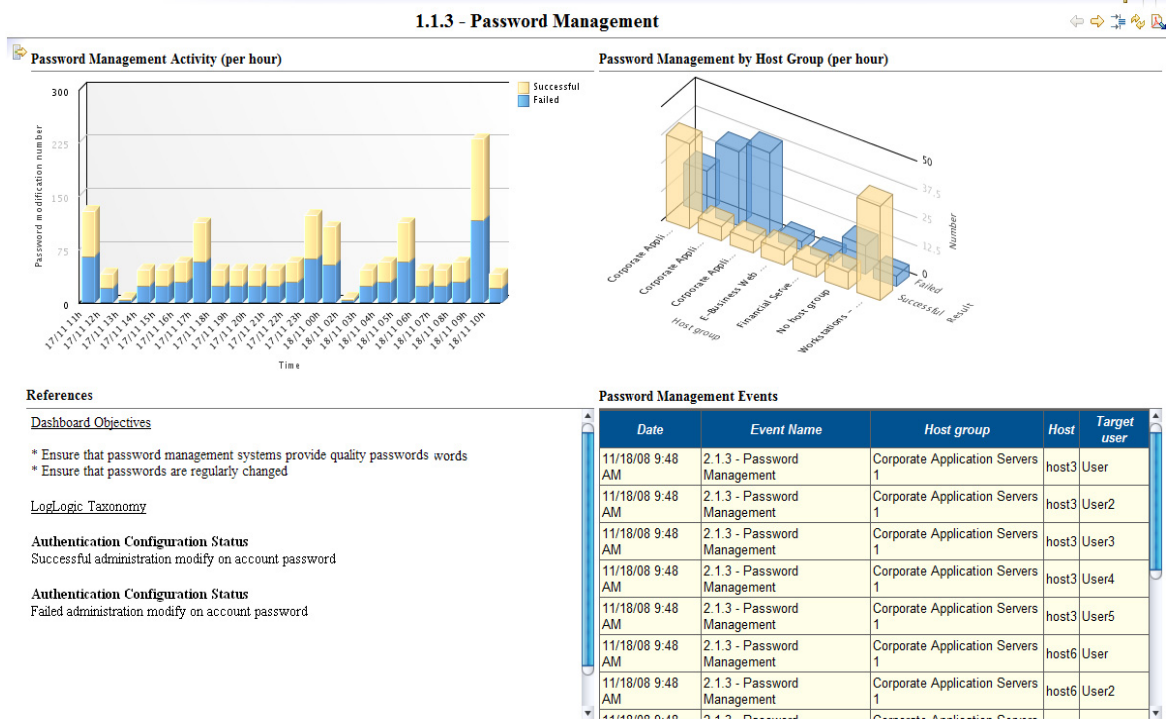 1.1.3 - Password Management
Password Management Activity (per hour)
Successful
Failed
300
225
150
75
0
Password modification number
17/11 11h
17/11 12h
17/11 13h
17/11 14h
17/11 15h
17/11 16h
17/11 17h
17/11 18h
17/11 19h
17/11 20h
17/11 21h
17/11 22h
17/11 23h
18/11 00h
18/11 02h
18/11 03h
18/11 04h
18/11 05h
18/11 06h
18/11 07h
18/11 08h
18/11 09h
18/11 10h
Time
Password Management by Host Group (per hour)
50
37.5
25
12.5
0
Number
Failed
Successful
Result
Corporate Appli...
Corporate Appli...
Corporate Appli...
E-Business Web ...
Financial Serve...
No host group
Workstations - ...
Host group
References
Dashboard Objectives
* Ensure that password management systems provide quality passwords words
* Ensure that passwords are regularly changed
LogLogic Taxonomy
Authentication Configuration Status
Successful administration modify on account password
Authentication Configuration Status
Failed administration modify on account password
Password Management Events
Date Event Name Host group Host Target user
11/18/08 9:48 AM 2.1.3 - Password Management Corporate Application Servers 1 host3 User
11/18/08 9:48 AM 2.1.3 - Password Management Corporate Application Servers 1 host3 User2
11/18/08 9:48 AM 2.1.3 - Password Management Corporate Application Servers 1 host3 User3
11/18/08 9:48 AM 2.1.3 - Password Management Corporate Application Servers 1 host3 User4
11/18/08 9:48 AM 2.1.3 - Password Management Corporate Application Servers 1 host3 User5
11/18/08 9:48 AM 2.1.3 - Password Management Corporate Application Servers 1 host6 User
11/18/08 9:48 AM 2.1.3 - Password Management Corporate Application Servers 1 host6 User2
11/18/08 9:48 2.1.3 - Password Corporate Application Servers